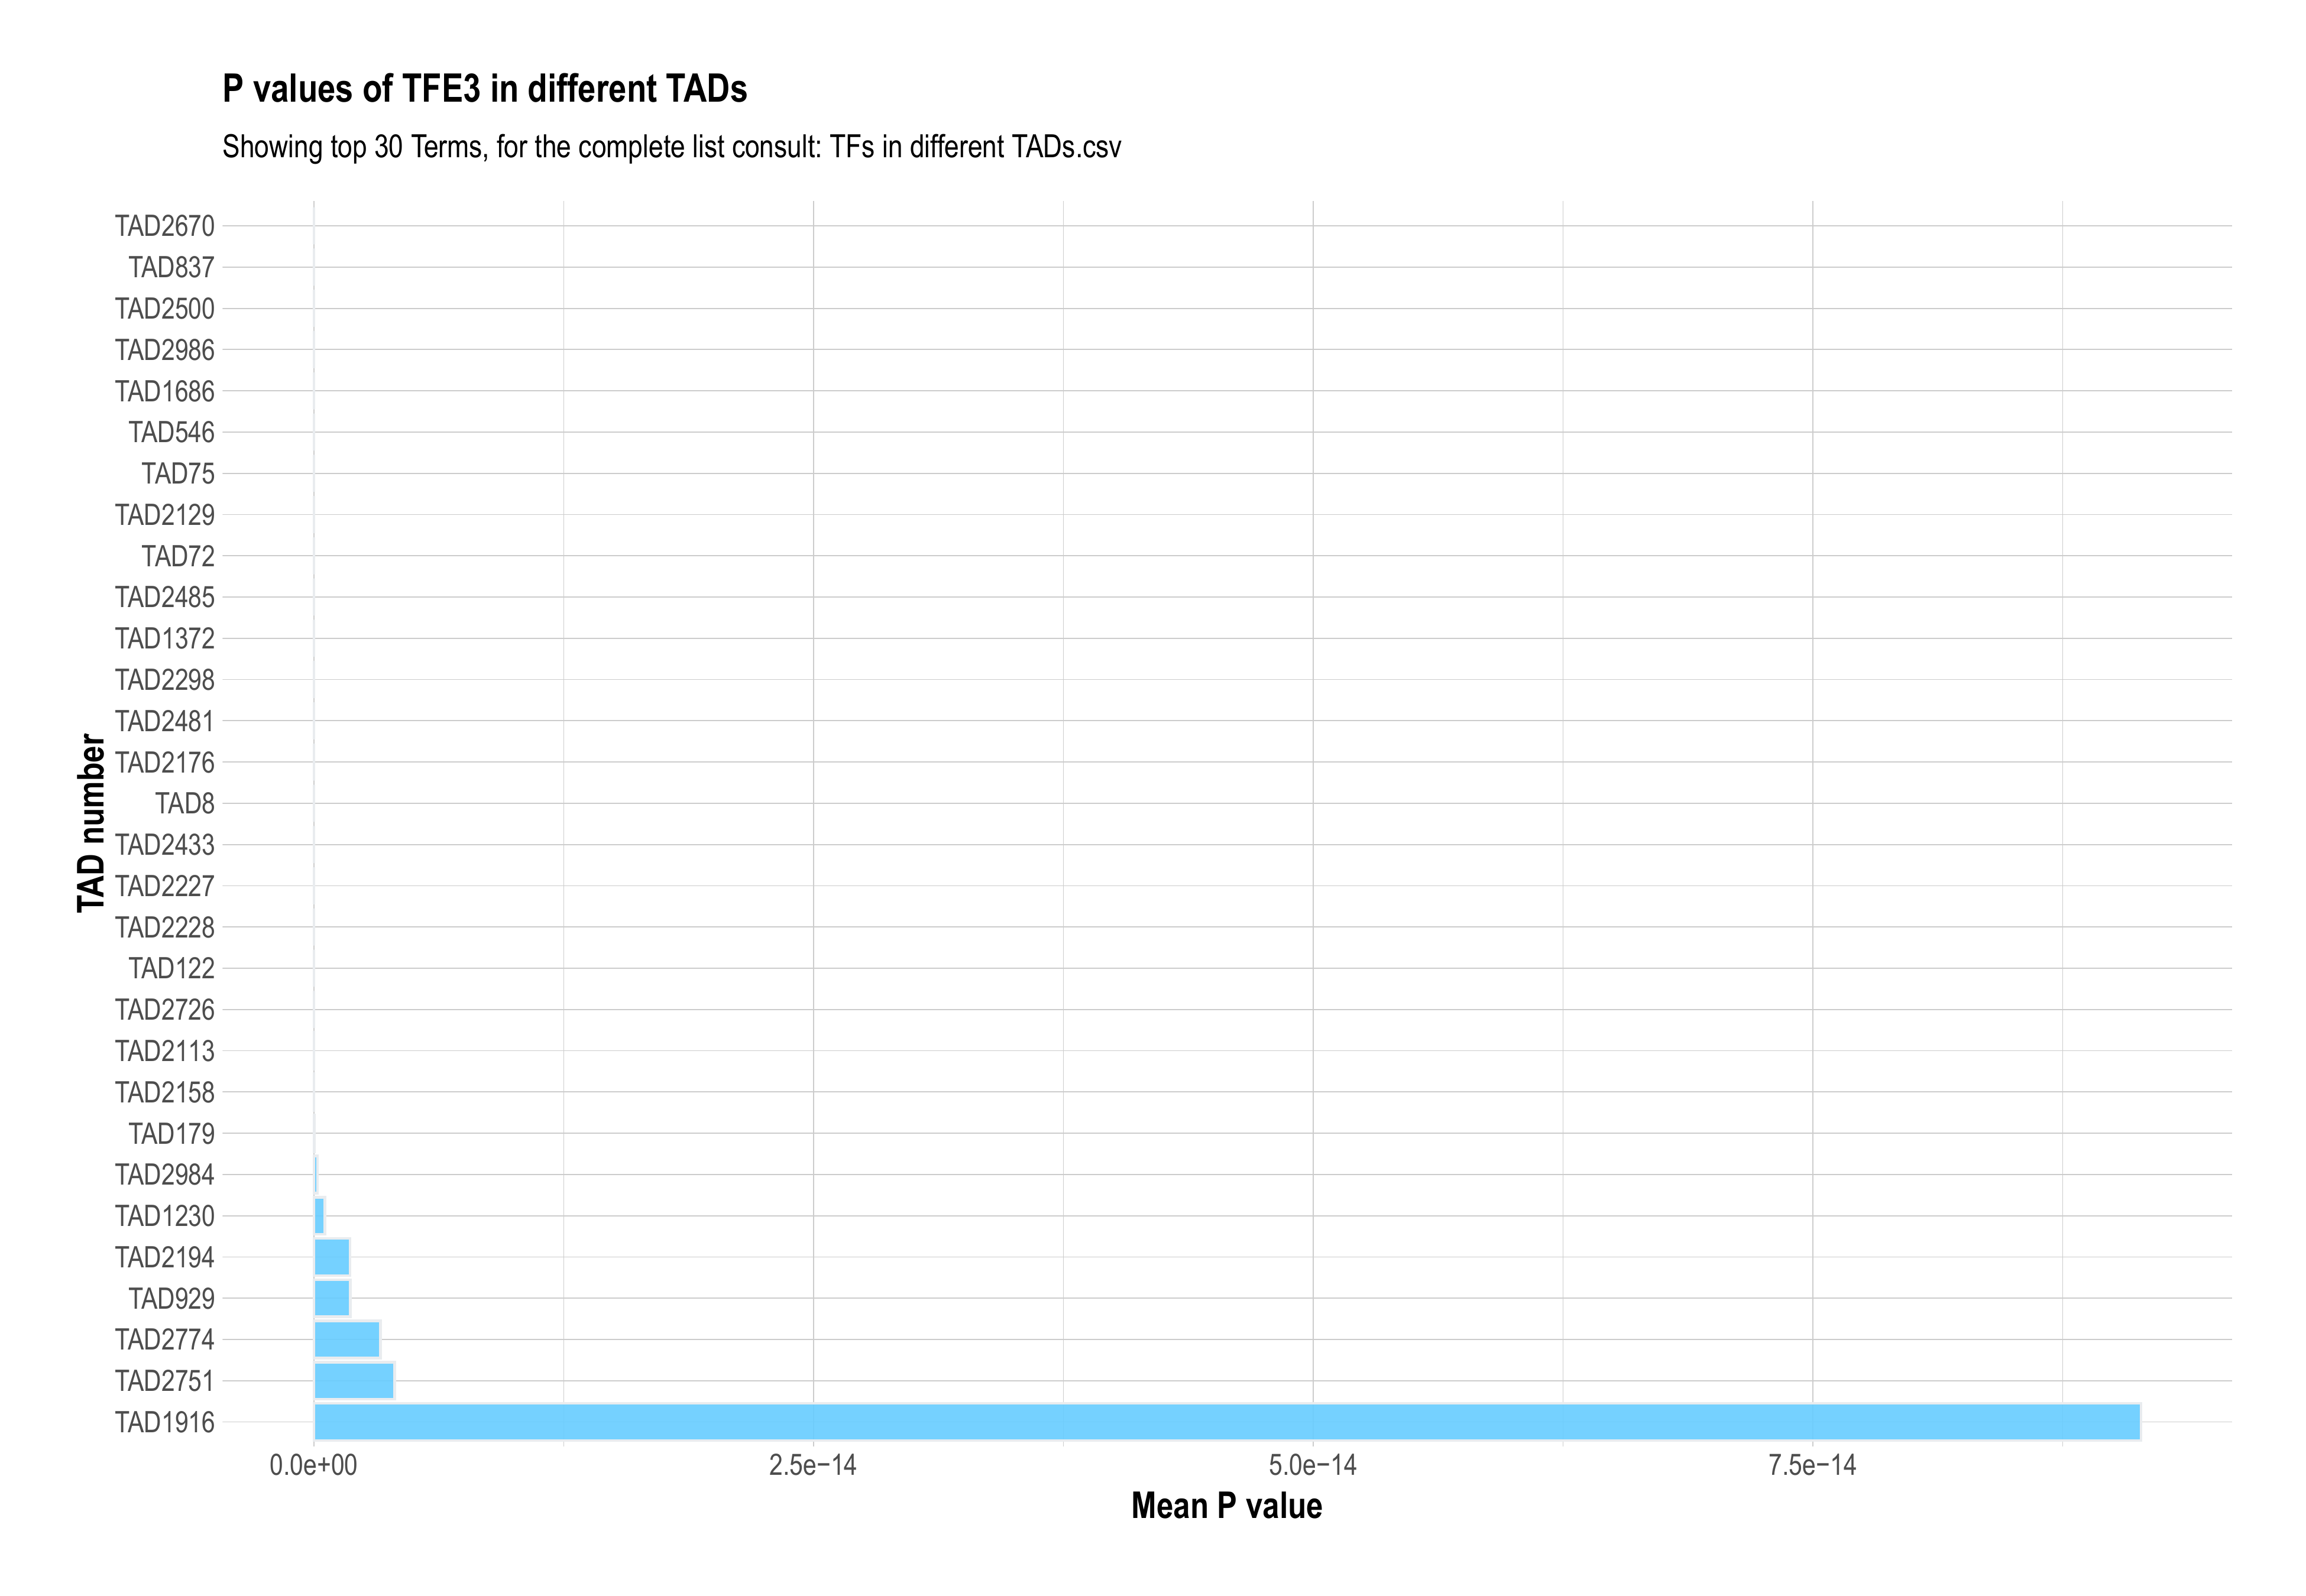 P values of TFE3 in different TADs
Showing top 30 Terms, for the complete list consult: TFs in different TADs.csv
TAD number
TAD2670
TAD837
TAD2500
TAD2986
TAD1686
TAD546
TAD75
TAD2129
TAD72
TAD2485
TAD1372
TAD2298
TAD2481
TAD2176
TAD8
TAD2433
TAD2227
TAD2228
TAD122
TAD2726
TAD2113
TAD2158
TAD179
TAD2984
TAD1230
TAD2194
TAD929
TAD2774
TAD2751
TAD1916
0.0e+00 2.5e−14 5.0e−14 7.5e−14
Mean P value